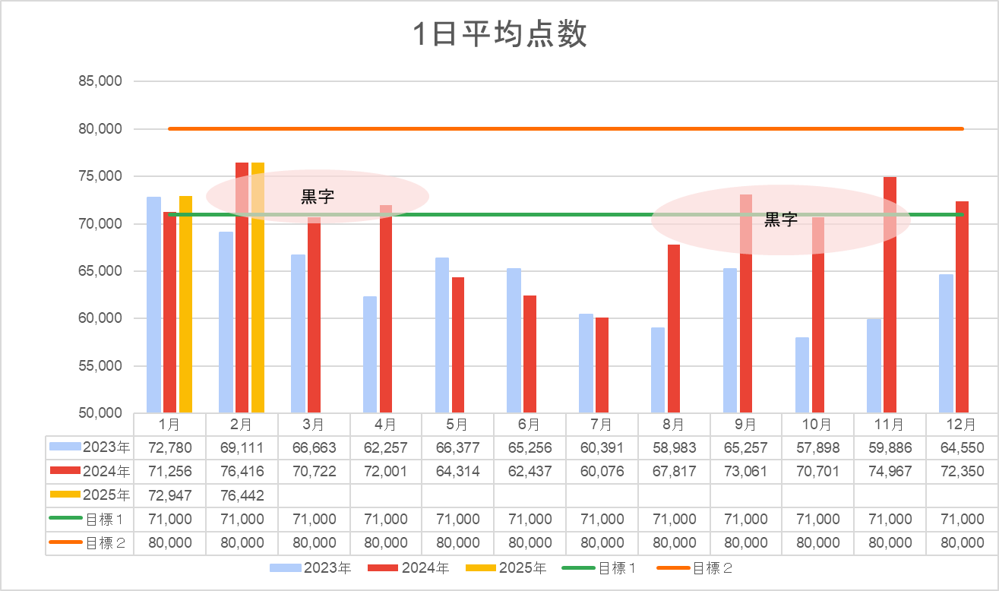 1日平均点数
85,000
80,000
75,000
70,000
65,000
60,000
55,000
50,000
黒字
黒字
1月 2月 3月 4月 5月 6月 7月 8月 9月 10月 11月 12月
2023年 72,780 69,111 66,663 62,257 66,377 65,256 60,391 58,983 65,257 57,898 59,886 64,550
2024年 71,256 76,416 70,722 72,001 64,314 62,437 60,076 67,817 73,061 70,701 74,967 72,350
2025年 72,947 76,442
目標１ 71,000 71,000 71,000 71,000 71,000 71,000 71,000 71,000 71,000 71,000 71,000 71,000
目標２ 80,000 80,000 80,000 80,000 80,000 80,000 80,000 80,000 80,000 80,000 80,000 80,000
2023年 2024年 2025年 目標１ 目標２